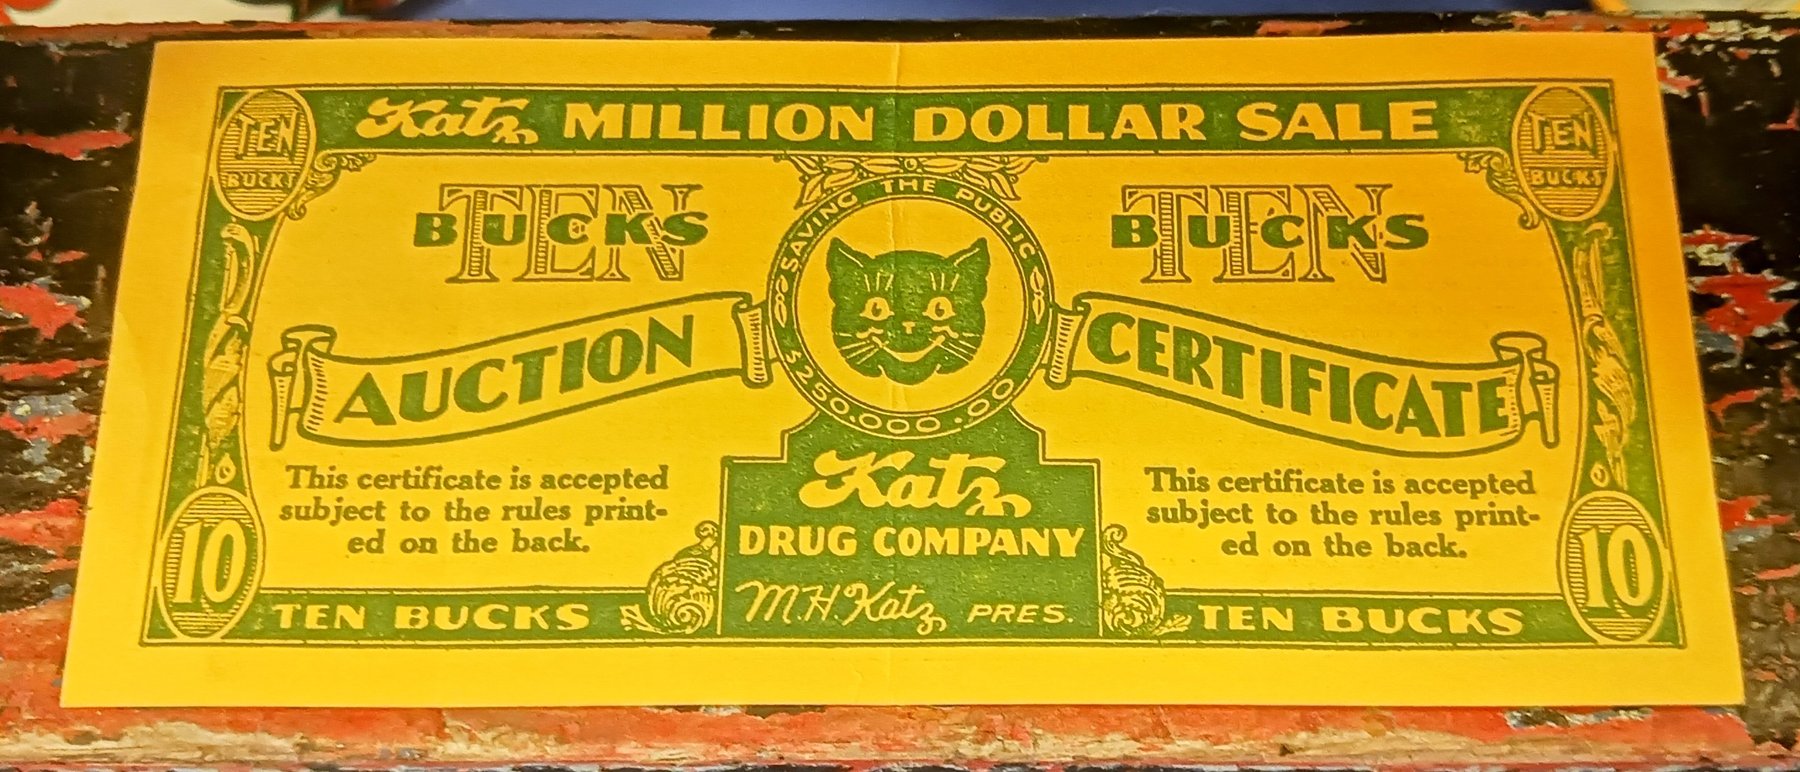 Katz MILLION DOLLAR SALE
TEN
BUCKS
TEN
BUCKS
TEN
BUCKS
TEN
BUCKS
SAVING THE PUBLIC
$250.000.00
AUCTION
CERTIFICATE
This certificate is accepted
subject to the rules print-
ed on the back.
Katz
DRUG COMPANY
M.H.Katz PRES.
This certificate is accepted
subject to the rules print-
ed on the back.
10
TEN BUCKS
TEN BUCKS
10